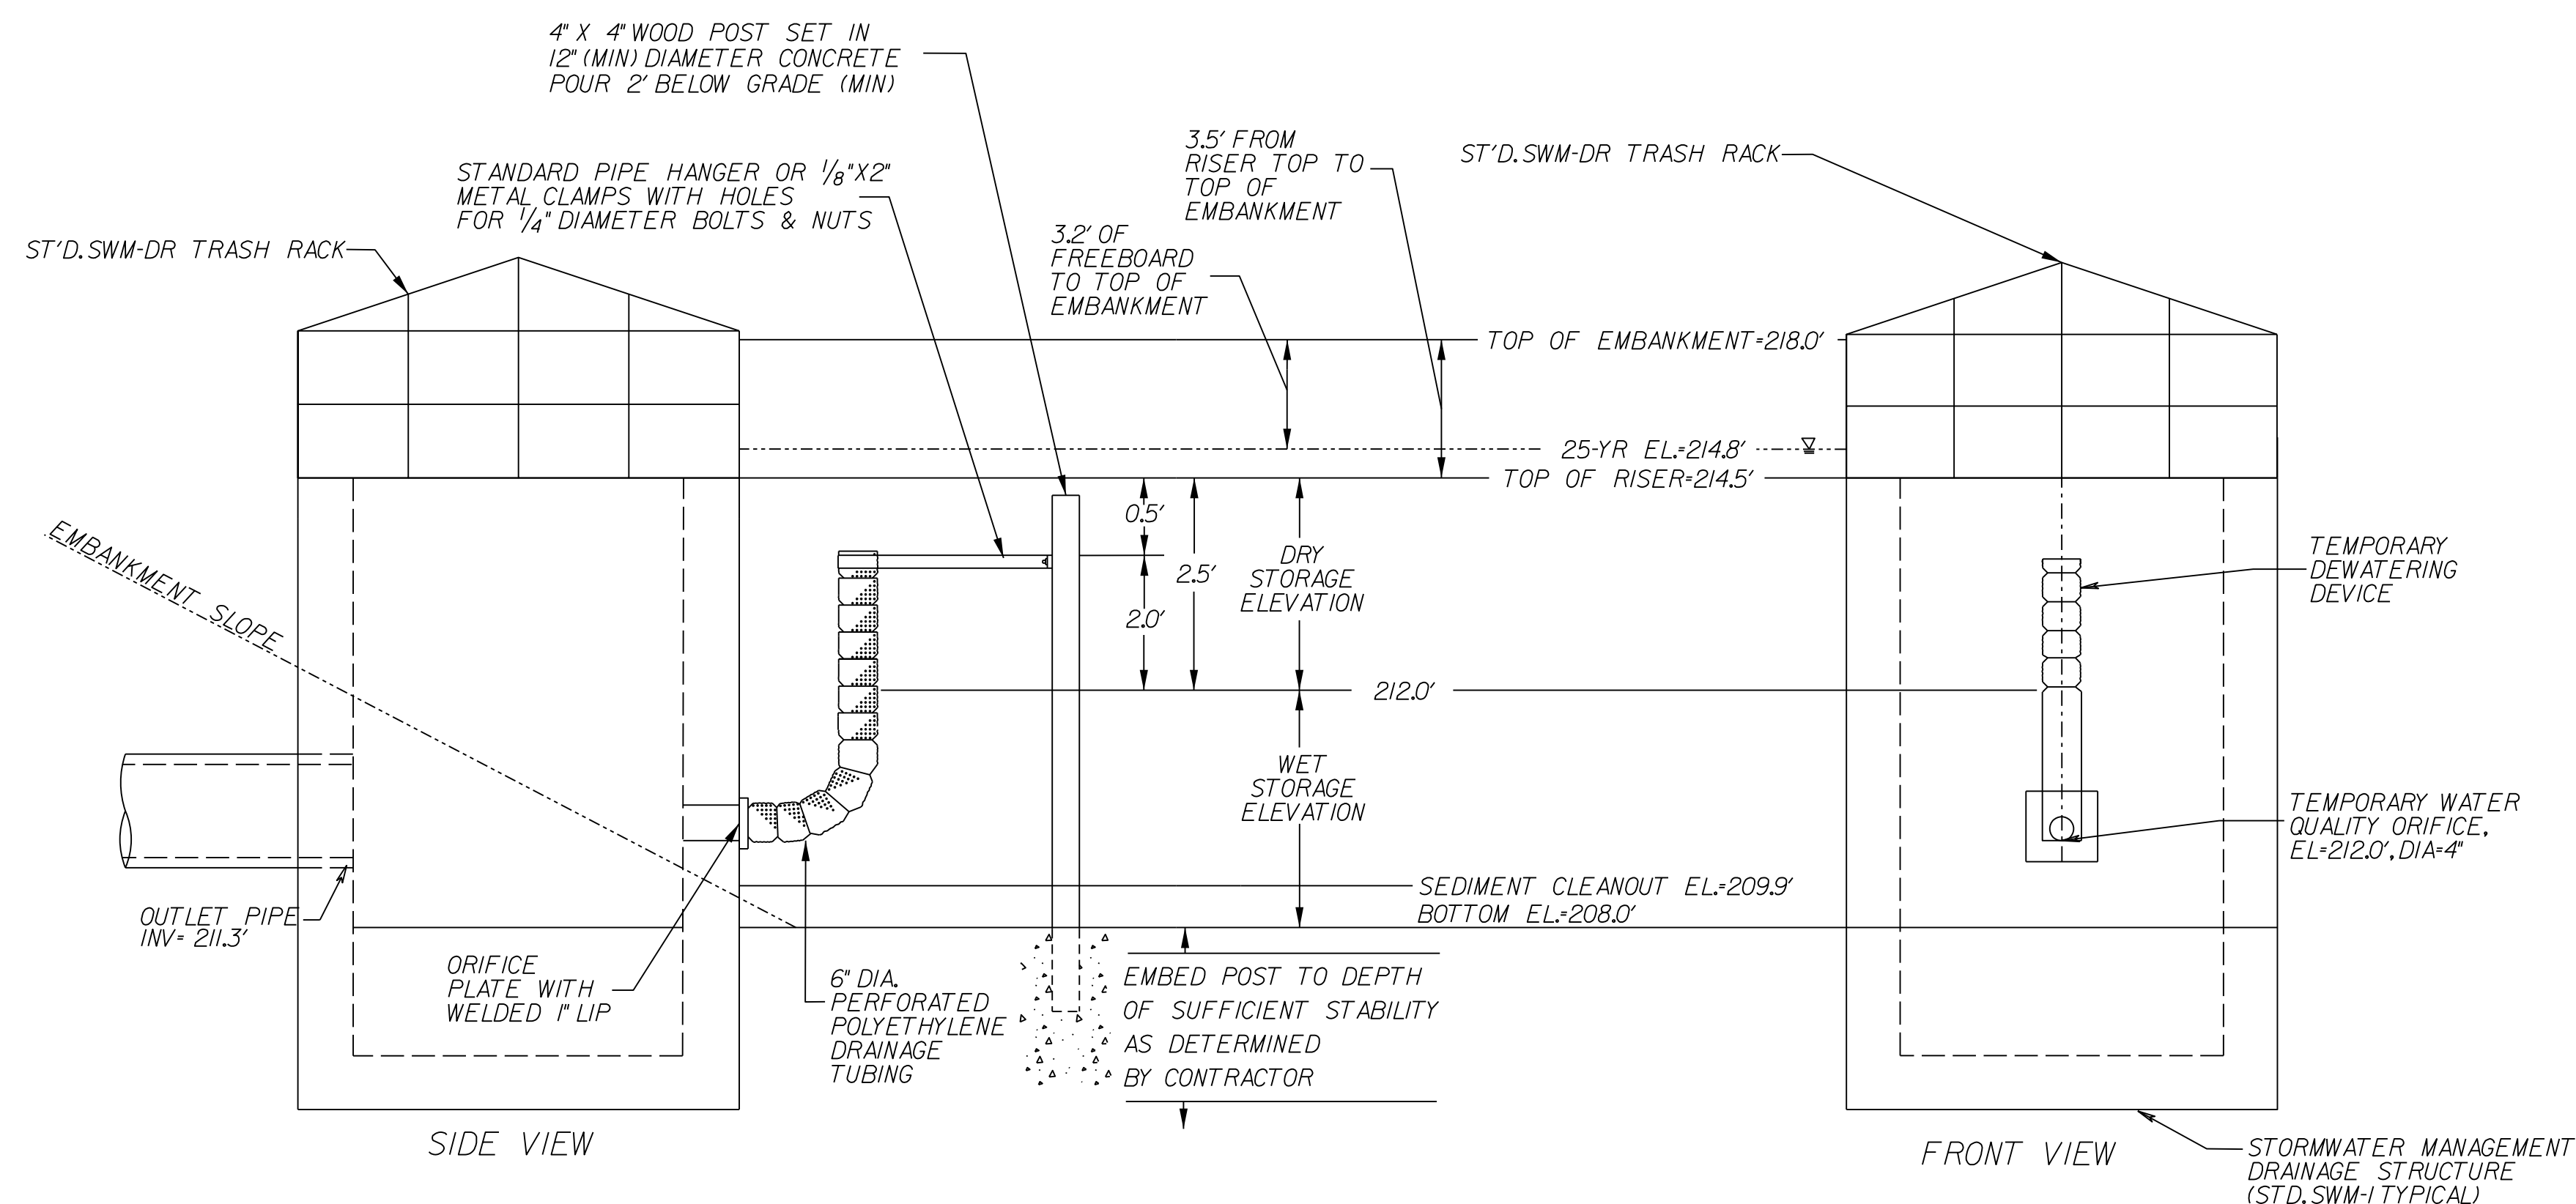 4" X 4" WOOD POST SET IN
12" (MIN) DIAMETER CONCRETE
POUR 2' BELOW GRADE (MIN)
STANDARD PIPE HANGER OR 1/8"X2"
METAL CLAMPS WITH HOLES
FOR 1/4" DIAMETER BOLTS & NUTS
ST'D. SWM-DR TRASH RACK
3.5' FROM
RISER TOP TO
TOP OF
EMBANKMENT
3.2' OF
FREEBOARD
TO TOP OF
EMBANKMENT
ST'D. SWM-DR TRASH RACK
TOP OF EMBANKMENT=218.0'
25-YR EL.=214.8'
TOP OF RISER=214.5'
EMBANKMENT SLOPE
0.5'
2.5'
2.0'
DRY
STORAGE
ELEVATION
212.0'
WET
STORAGE
ELEVATION
TEMPORARY
DEWATERING
DEVICE
TEMPORARY WATER
QUALITY ORIFICE,
EL=212.0', DIA=4"
SEDIMENT CLEANOUT EL.=209.9'
BOTTOM EL.=208.0'
OUTLET PIPE
INV= 211.3'
ORIFICE
PLATE WITH
WELDED 1" LIP
6" DIA.
PERFORATED
POLYETHYLENE
DRAINAGE
TUBING
EMBED POST TO DEPTH
OF SUFFICIENT STABILITY
AS DETERMINED
BY CONTRACTOR
SIDE VIEW
FRONT VIEW
STORMWATER MANAGEMENT
DRAINAGE STRUCTURE
(STD. SWM-1 TYPICAL)